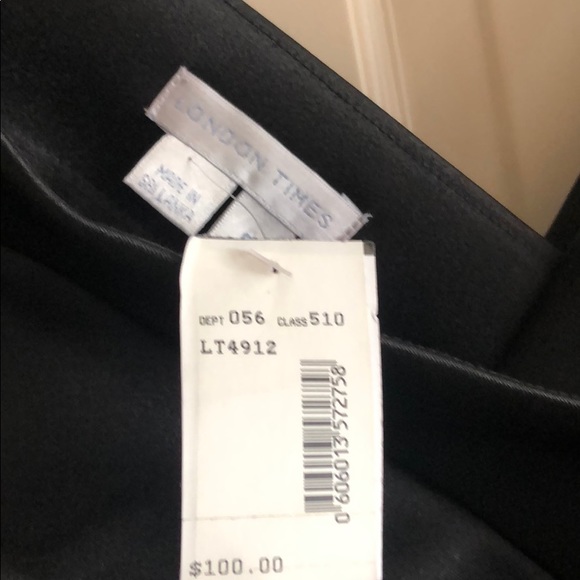 LONDON TIMES
MADE IN
SRI LANKA
DEPT 056 CLASS 510
LT4912
0 606013 572758
$100.00